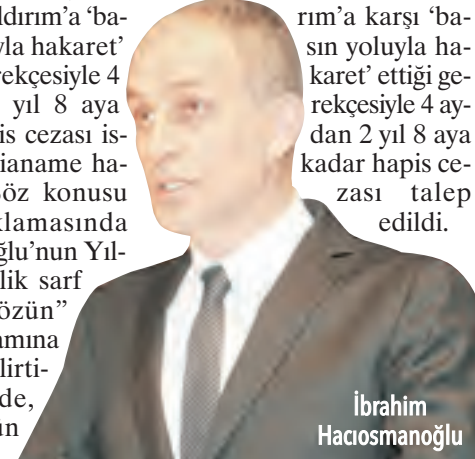 ldırım'a 'ba-
yla hakaret'
rekçesiyle 4
yıl 8 aya
is cezası is-
ianame ha-
öz konusu
klamasında
ğlu'nun Yıl-
lik sarf
özün"
amına
lirti-
de,
ün
rım'a karşı 'ba-
sın yoluyla ha-
karet' ettiği ge-
rekçesiyle 4 ay-
dan 2 yıl 8 aya
kadar hapis ce-
zası talep
edildi.
İbrahim
Hacıosmanoğlu